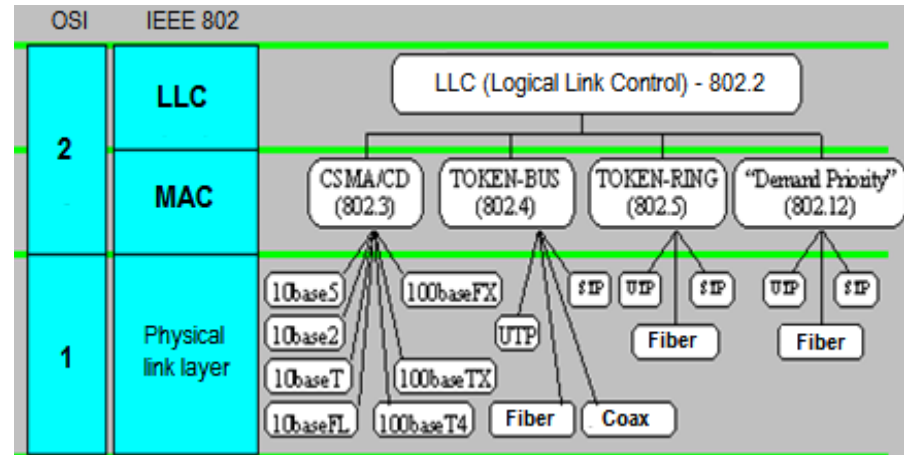 OSI IEEE 802
LLC
LLC (Logical Link Control) - 802.2
2
MAC
CSMA/CD
(802.3)
TOKEN-BUS
(802.4)
TOKEN-RING
(802.5)
“Demand Priority”
(802.12)
1
Physical
link layer
10base5
100baseFX
10base2
10baseT
100baseTX
10baseFL
100baseT4
UTP
STP
Fiber
Coax
UTP
STP
Fiber
UTP
STP
Fiber